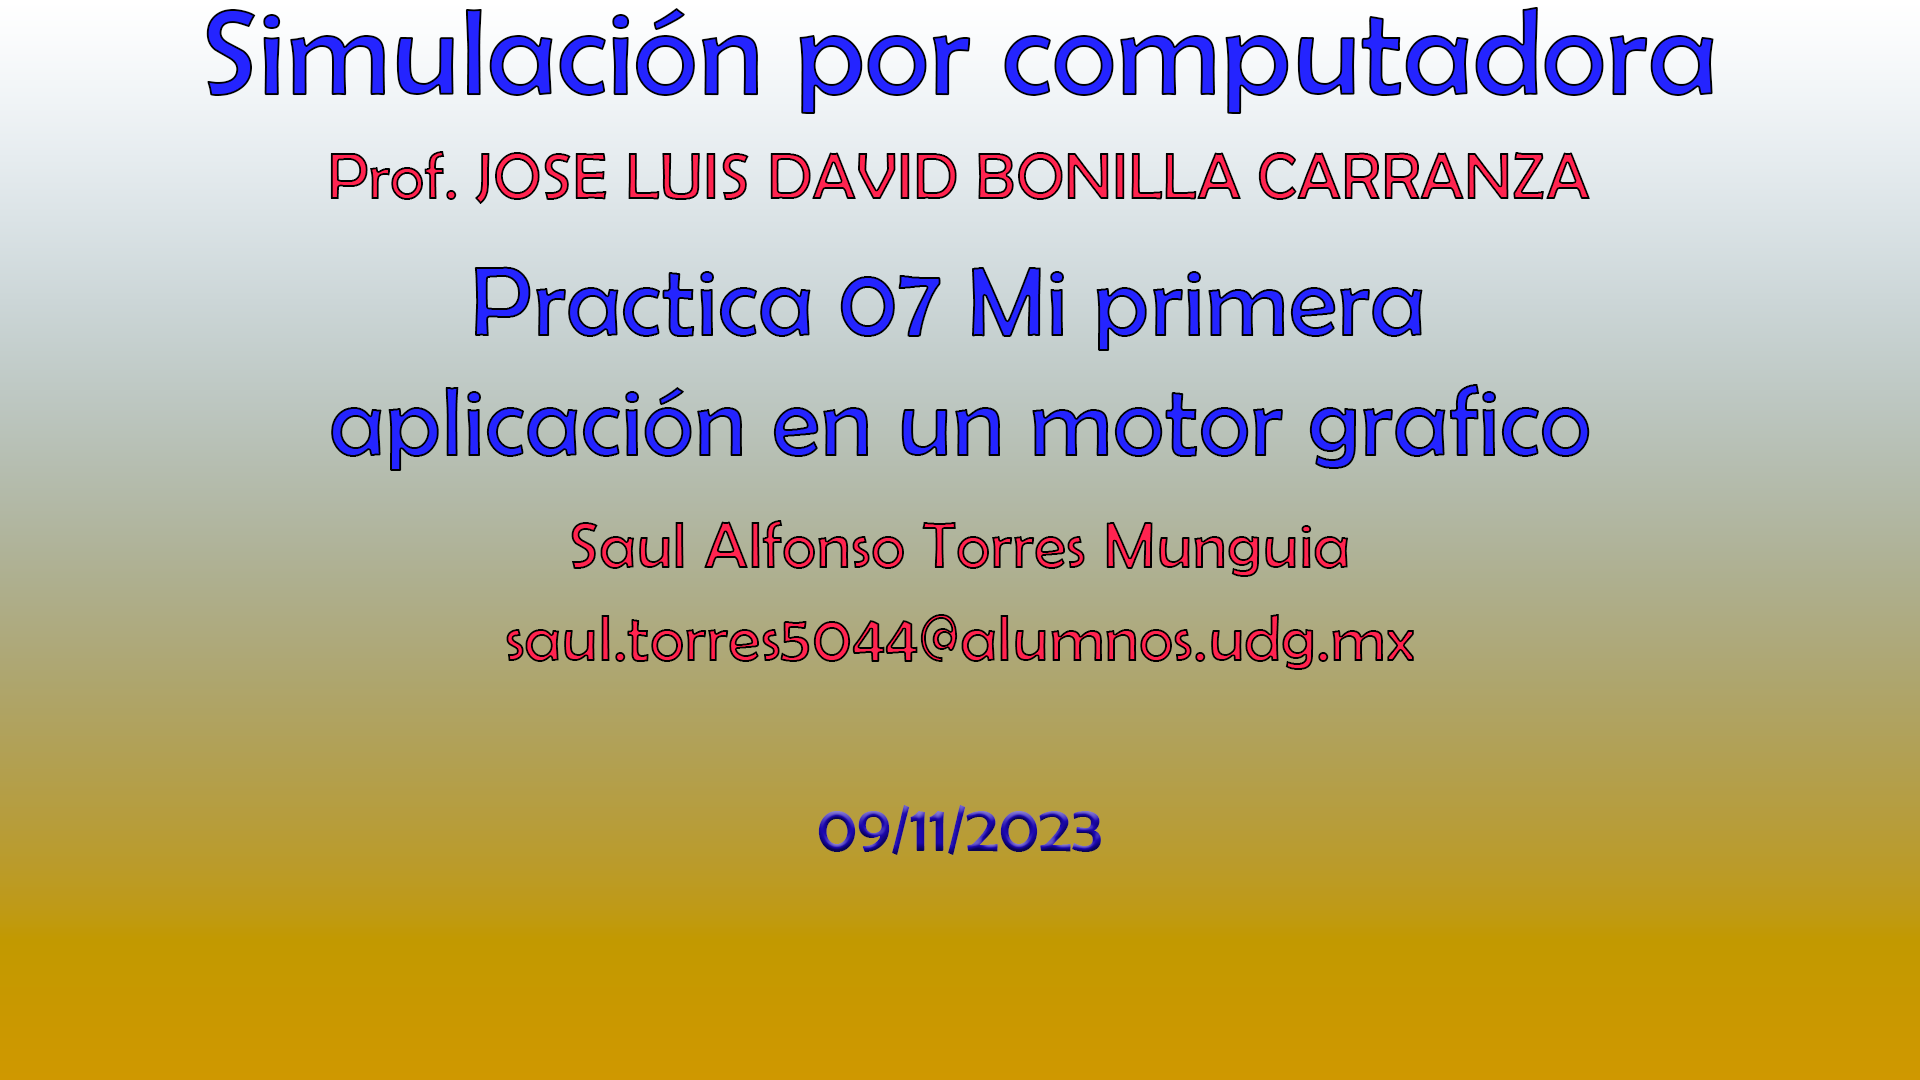 Simulación por computadora
Prof. JOSE LUIS DAVID BONILLA CARRANZA
Practica 07 Mi primera
aplicación en un motor grafico
Saul Alfonso Torres Munguia
saul.torres5044@alumnos.udg.mx
09/11/2023